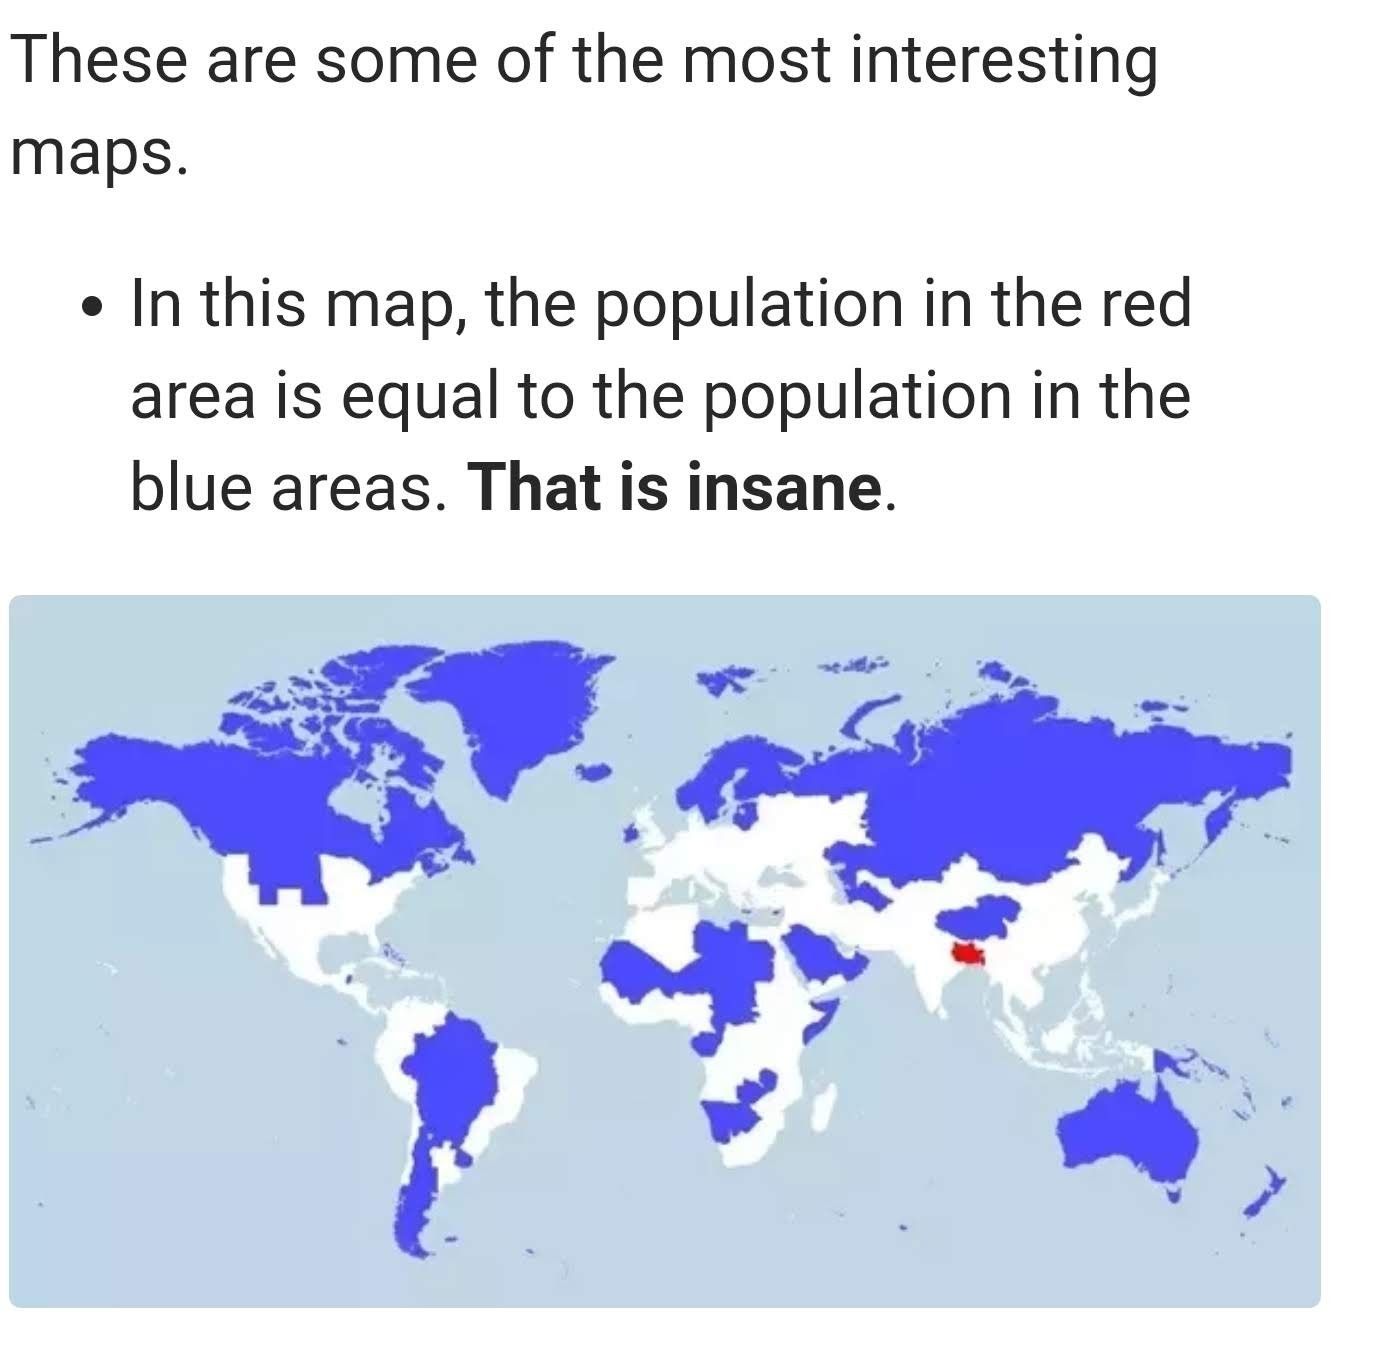 These are some of the most interesting
maps.
• In this map, the population in the red
area is equal to the population in the
blue areas. That is insane.